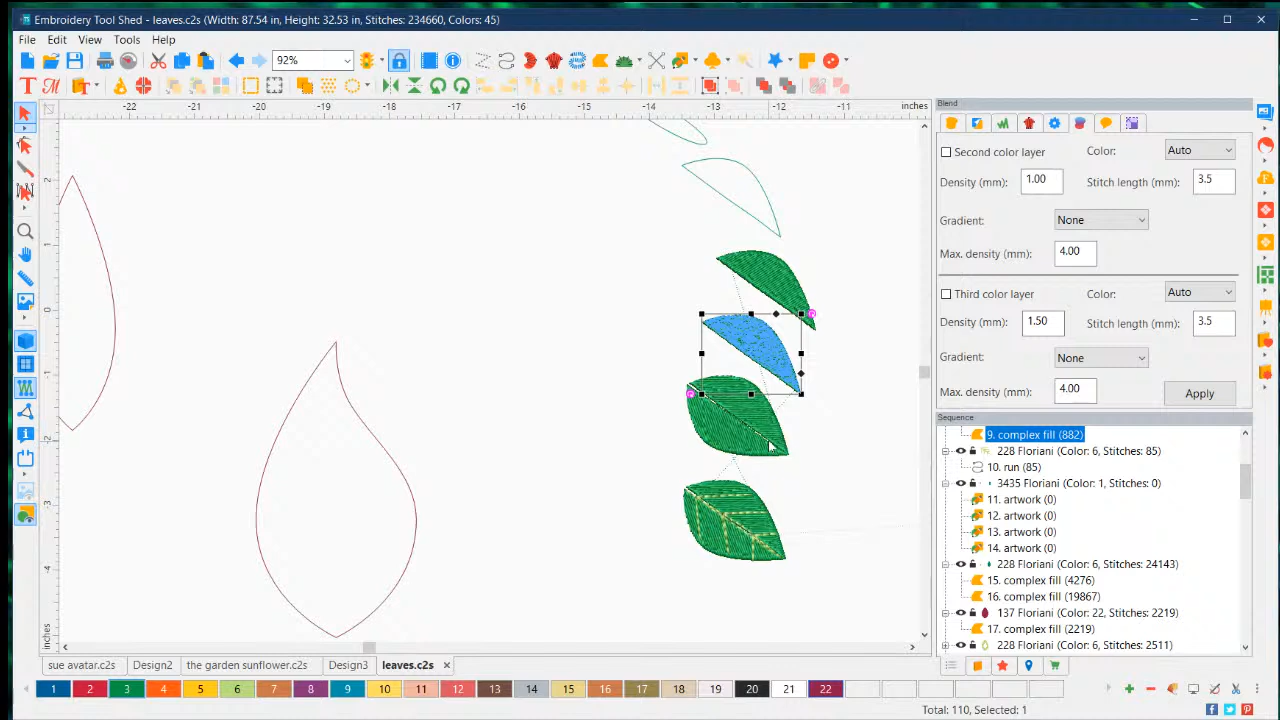 Embroidery Tool Shed - leaves.c2s (Width: 87.54 in, Height: 32.53 in, Stitches: 234660, Colors: 45)
File Edit View Tools Help
92%
-22 -21 -20 -19 -18 -17 -16 -15 -14 -13 -12 -11 inches
2
1
0
-1
-2
-3
-4
inches
Blend
Second color layer Color: Auto
Density (mm): 1.00 Stitch length (mm): 3.5
Gradient: None
Max. density (mm): 4.00
Third color layer Color: Auto
Density (mm): 1.50 Stitch length (mm): 3.5
Gradient: None
Max. density (mm): 4.00 Apply
Sequence
9. complex fill (882)
228 Floriani (Color: 6, Stitches: 85)
10. run (85)
3435 Floriani (Color: 1, Stitches: 0)
11. artwork (0)
12. artwork (0)
13. artwork (0)
14. artwork (0)
228 Floriani (Color: 6, Stitches: 24143)
15. complex fill (4276)
16. complex fill (19867)
137 Floriani (Color: 22, Stitches: 2219)
17. complex fill (2219)
228 Floriani (Color: 6, Stitches: 2511)
sue avatar.c2s Design2 the garden sunflower.c2s Design3 leaves.c2s
1 2 3 4 5 6 7 8 9 10 11 12 13 14 15 16 17 18 19 20 21 22
Total: 110, Selected: 1